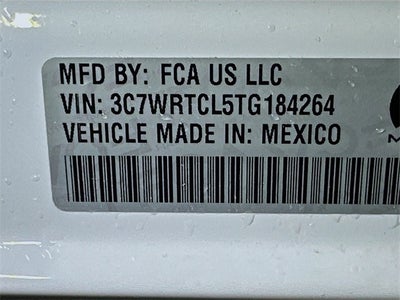 MFD BY: FCA US LLC
VIN: 3C7WRTCL5TG184264
VEHICLE MADE IN: MEXICO